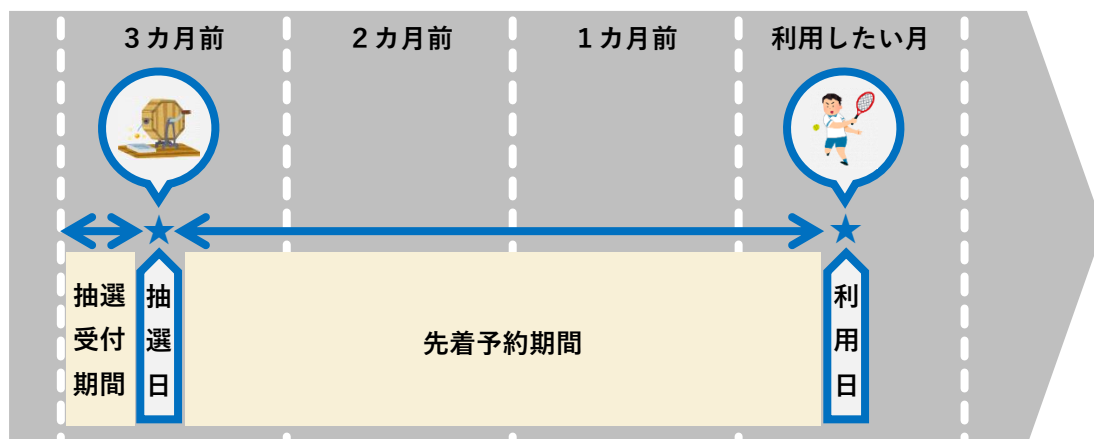 ３カ月前
２カ月前
１カ月前
利用したい月
抽選
受付
期間
抽選日
先着予約期間
利用日